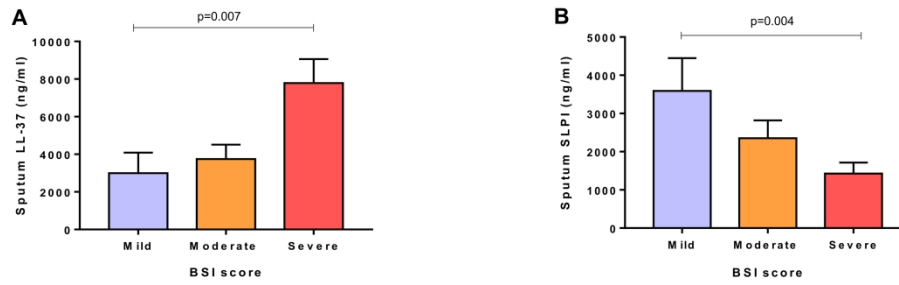 A
p=0.007
Sputum LL-37 (ng/ml)
10000
8000
6000
4000
2000
0
Mild Moderate Severe
BSI score
B
p=0.004
Sputum SLPI (ng/ml)
5000
4000
3000
2000
1000
0
Mild Moderate Severe
BSI score